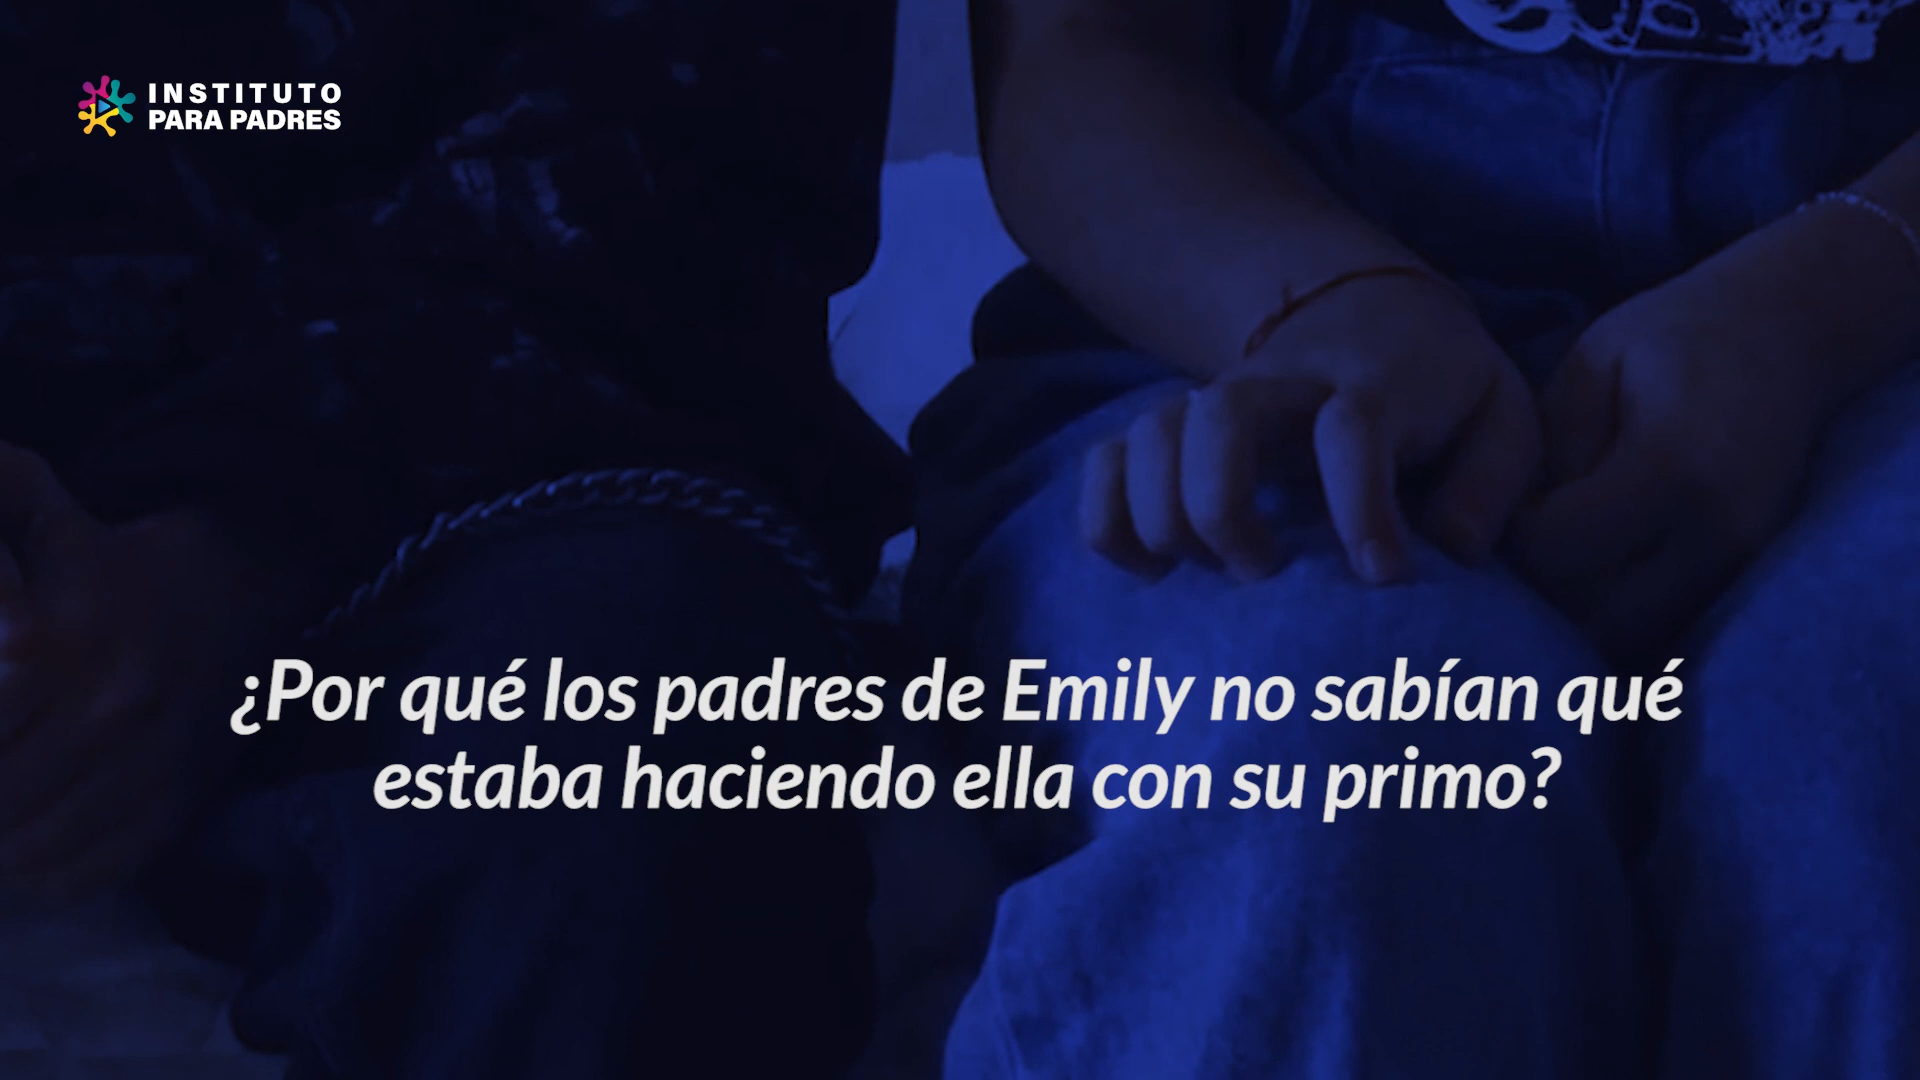 INSTITUTO
PARA PADRES
¿Por qué los padres de Emily no sabían qué
estaba haciendo ella con su primo?